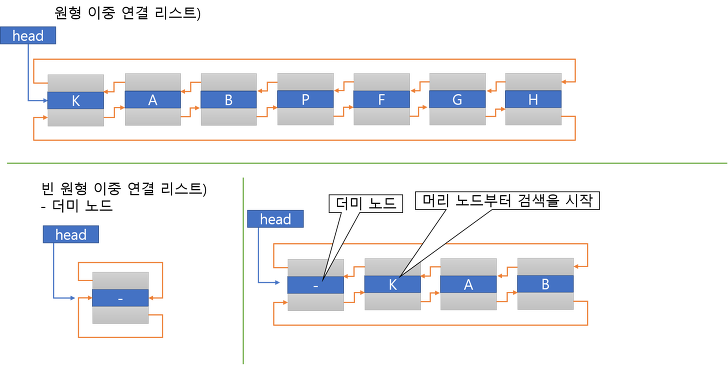 원형 이중 연결 리스트)
head
K A B P F G H
빈 원형 이중 연결 리스트)
- 더미 노드
head
-
더미 노드
머리 노드부터 검색을 시작
head
- K A B